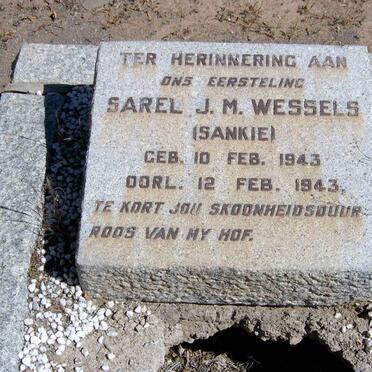 TER HERINNERING AAN
ONS EERSTELING
SAREL J. M. WESSELS
(SANKIE)
GEB. 10 FEB. 1943
OORL. 12 FEB. 1943.
TE KORT JOU SKOONHEIDSDUUR
ROOS VAN MY HOF.